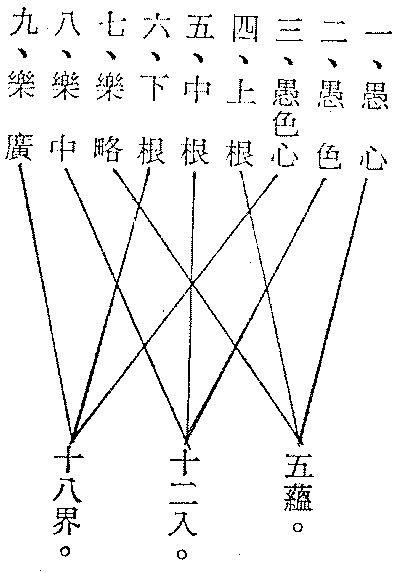 一、愚心
二、愚色
三、愚色心
四、上根
五、中根
六、下根
七、樂略
八、樂中
九、樂廣
五蘊。
十二入。
十八界。